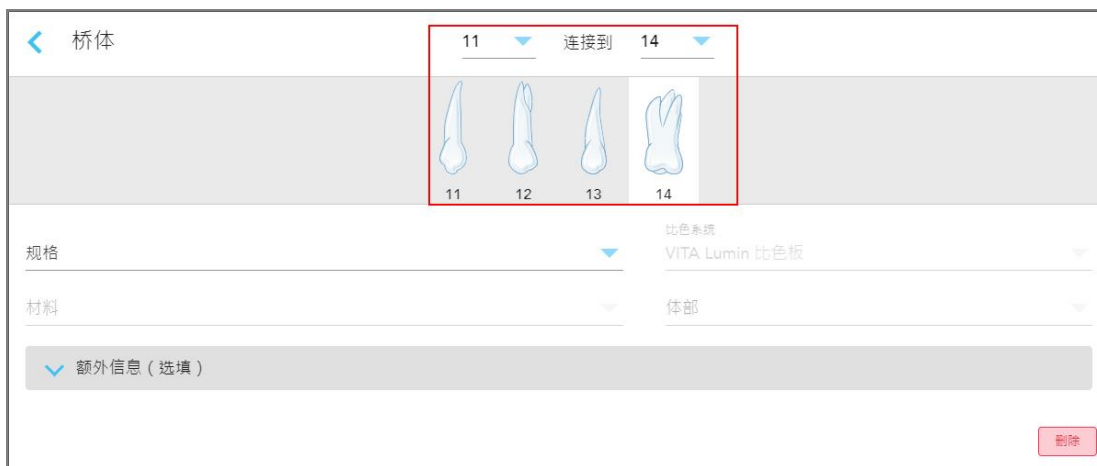 桥体 11 连接到 14
11 12 13 14
比色系统
规格 VITA Lumin 比色板
材料 体部
额外信息（选填）
删除